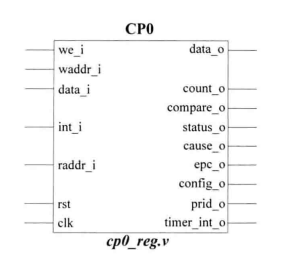 CP0
we_i data_o
waddr_i
data_i count_o
compare_o
int_i status_o
cause_o
raddr_i epc_o
config_o
rst prid_o
clk timer_int_o
cp0_reg.v